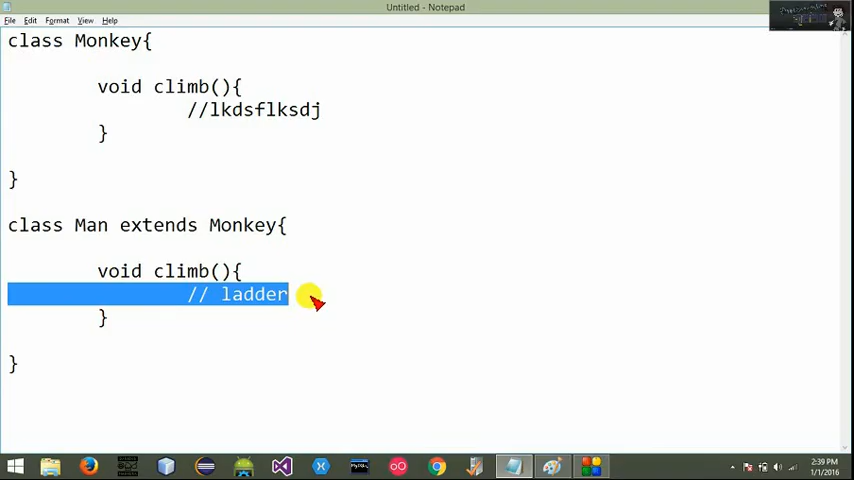 Untitled - Notepad
File Edit Format View Help
class Monkey{
void climb(){
//lkdsflksdj
}
}
class Man extends Monkey{
void climb(){
// ladder
}
}
2:39 PM
1/1/2016